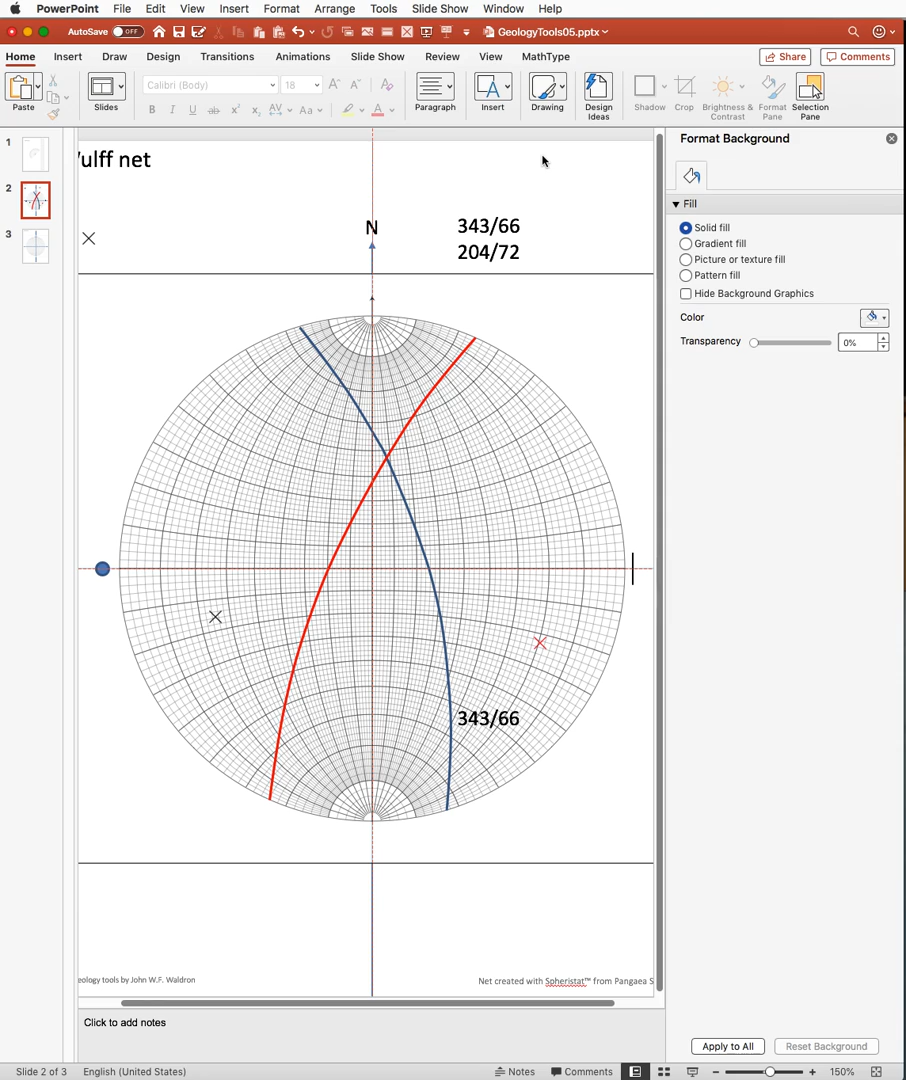 PowerPoint File Edit View Insert Format Arrange Tools Slide Show Window Help
AutoSave OFF GeologyTools05.pptx
Home Insert Draw Design Transitions Animations Slide Show Review View MathType Share Comments
Paste Slides Calibri (Body) 18 Paragraph Insert Drawing Design Ideas Shadow Crop Brightness & Contrast Format Pane Selection Pane
1
2
3
ulff net
N
343/66
204/72
343/66
eology tools by John W.F. Waldron
Net created with Spheristat™ from Pangaea S
Click to add notes
Format Background
Fill
Solid fill
Gradient fill
Picture or texture fill
Pattern fill
Hide Background Graphics
Color
Transparency 0%
Apply to All Reset Background
Slide 2 of 3 English (United States) Notes Comments 150%